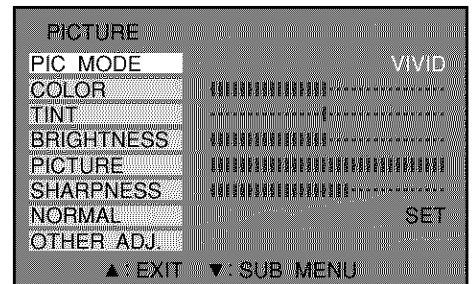 PICTURE
PIC MODE VIVID
COLOR
TINT
BRIGHTNESS
PICTURE
SHARPNESS
NORMAL SET
OTHER ADJ.
▲:EXIT ▼:SUB MENU